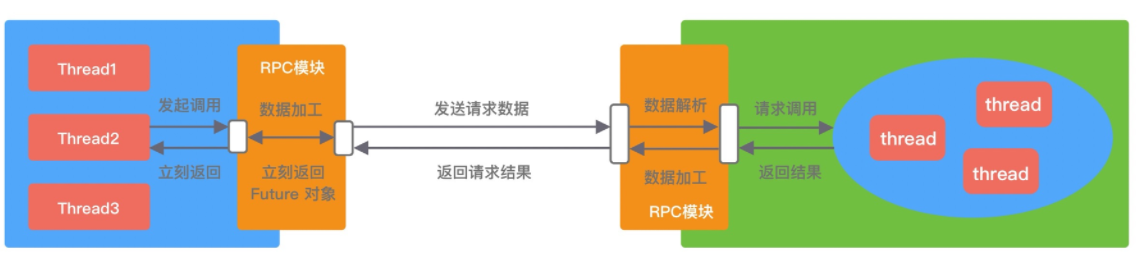 Thread1
Thread2
Thread3
发起调用
立刻返回
RPC模块
数据加工
立刻返回
Future 对象
发送请求数据
返回请求结果
数据解析
数据加工
RPC模块
请求调用
返回结果
thread
thread
thread